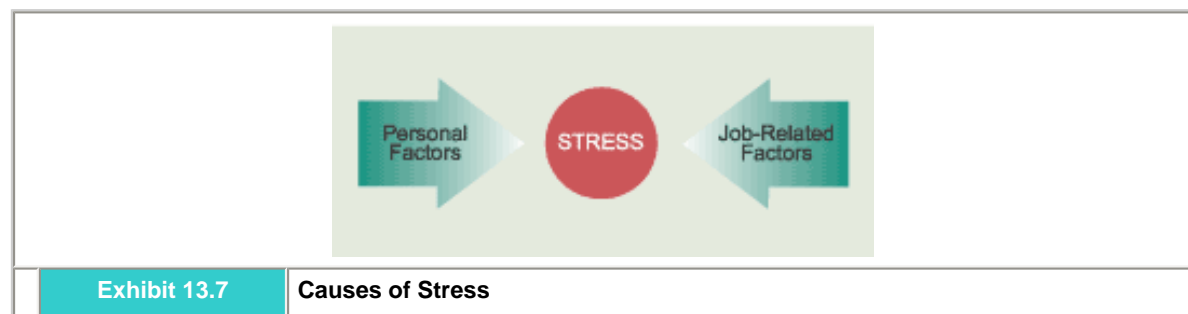 Personal
Factors
STRESS
Job-Related
Factors
Exhibit 13.7 Causes of Stress